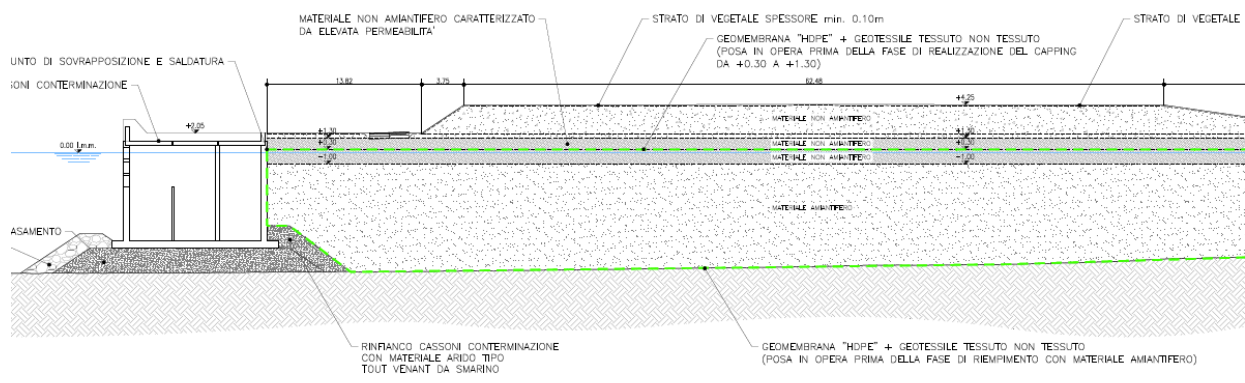 MATERIALE NON AMIANTIFERO CARATTERIZZATO
DA ELEVATA PERMEABILITA'
STRATO DI VEGETALE SPESSORE min. 0.10m
STRATO DI VEGETALE
GEOMEMBRANA "HDPE" + GEOTESSILE TESSUTO NON TESSUTO
(POSA IN OPERA PRIMA DELLA FASE DI REALIZZAZIONE DEL CAPPING
DA +0.30 A +1.30)
UNTO DI SOVRAPPOSIZIONE E SALDATURA
SONI CONTERMINAZIONE
13.82
3.75
62.48
+4.25
+2.05
MATERIALE NON AMIANTIFERO
+1.30
+1.30
0.00 l.m.m.
+0.30
MATERIALE NON AMIANTIFERO
+0.30
-1.00
MATERIALE NON AMIANTIFERO
-1.00
MATERIALE AMIANTIFERO
ASAMENTO
RINFIANCO CASSONI CONTERMINAZIONE
CON MATERIALE ARIDO TIPO
TOUT VENANT DA SMARINO
GEOMEMBRANA "HDPE" + GEOTESSILE TESSUTO NON TESSUTO
(POSA IN OPERA PRIMA DELLA FASE DI RIEMPIMENTO CON MATERIALE AMIANTIFERO)